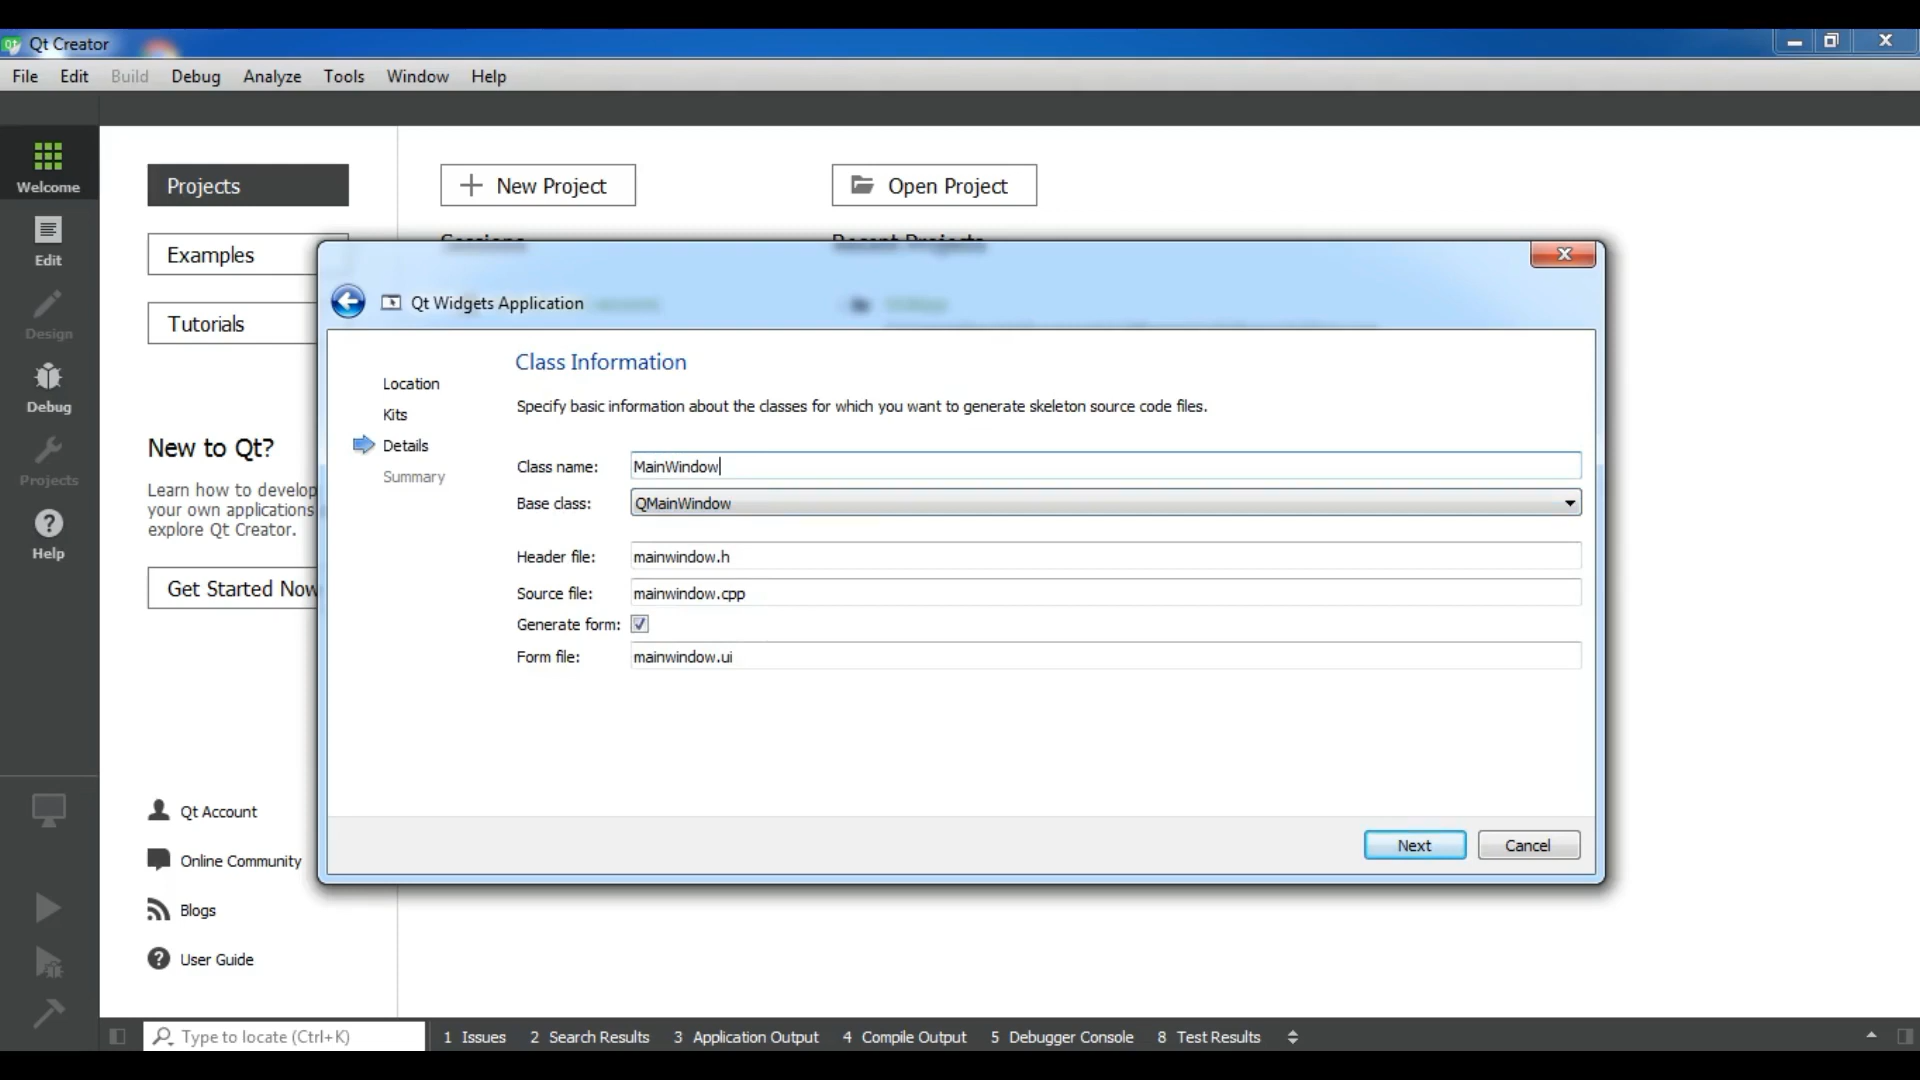 Qt Creator
File Edit Build Debug Analyze Tools Window Help
Welcome
Edit
Design
Debug
Projects
Help
Projects
Examples
Tutorials
New to Qt?
Learn how to develop
your own applications
explore Qt Creator.
Get Started Now
Qt Account
Online Community
Blogs
User Guide
+ New Project
Open Project
Sessions
Recent Projects
Qt Widgets Application
Location
Kits
Details
Summary
Class Information
Specify basic information about the classes for which you want to generate skeleton source code files.
Class name: MainWindow
Base class: QMainWindow
Header file: mainwindow.h
Source file: mainwindow.cpp
Generate form:
Form file: mainwindow.ui
Next Cancel
Type to locate (Ctrl+K) 1 Issues 2 Search Results 3 Application Output 4 Compile Output 5 Debugger Console 8 Test Results